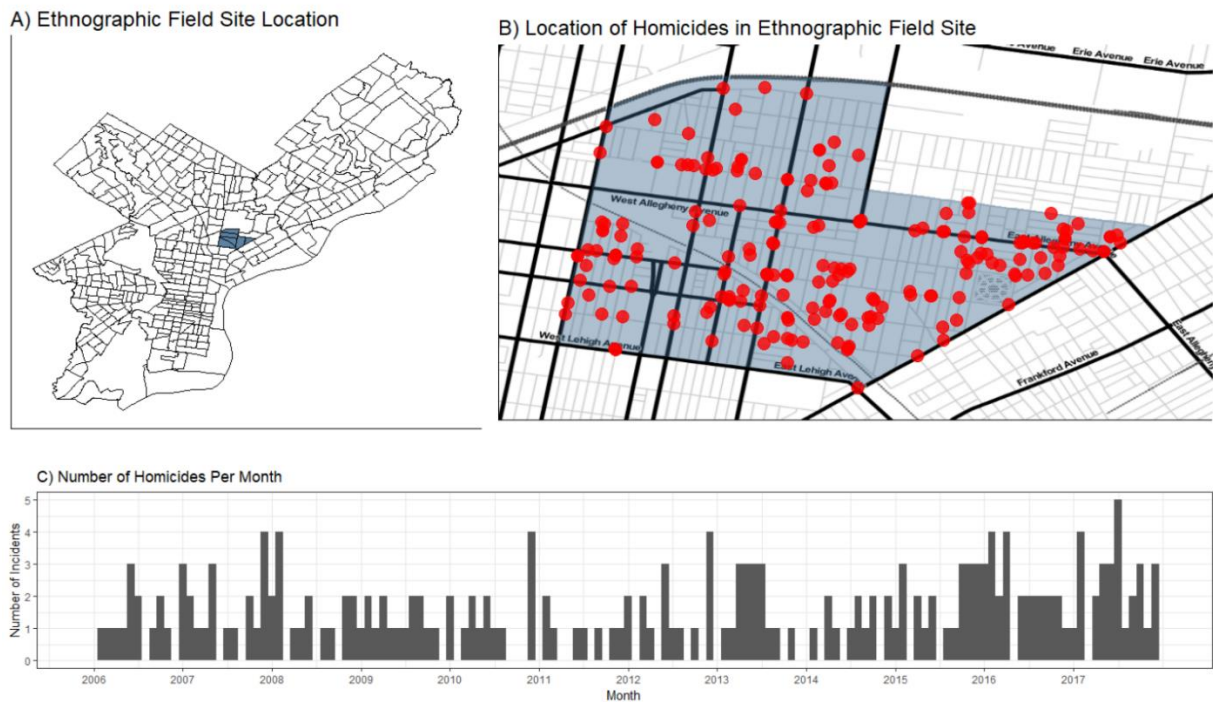 A) Ethnographic Field Site Location
B) Location of Homicides in Ethnographic Field Site
Erie Avenue
Erie Avenue
West Allegheny Avenue
West Lehigh Avenue
East Lehigh Ave
Frankford Avenue
East Allegheny
C) Number of Homicides Per Month
Number of Incidents
5
4
3
2
1
0
2006 2007 2008 2009 2010 2011 2012 2013 2014 2015 2016 2017
Month